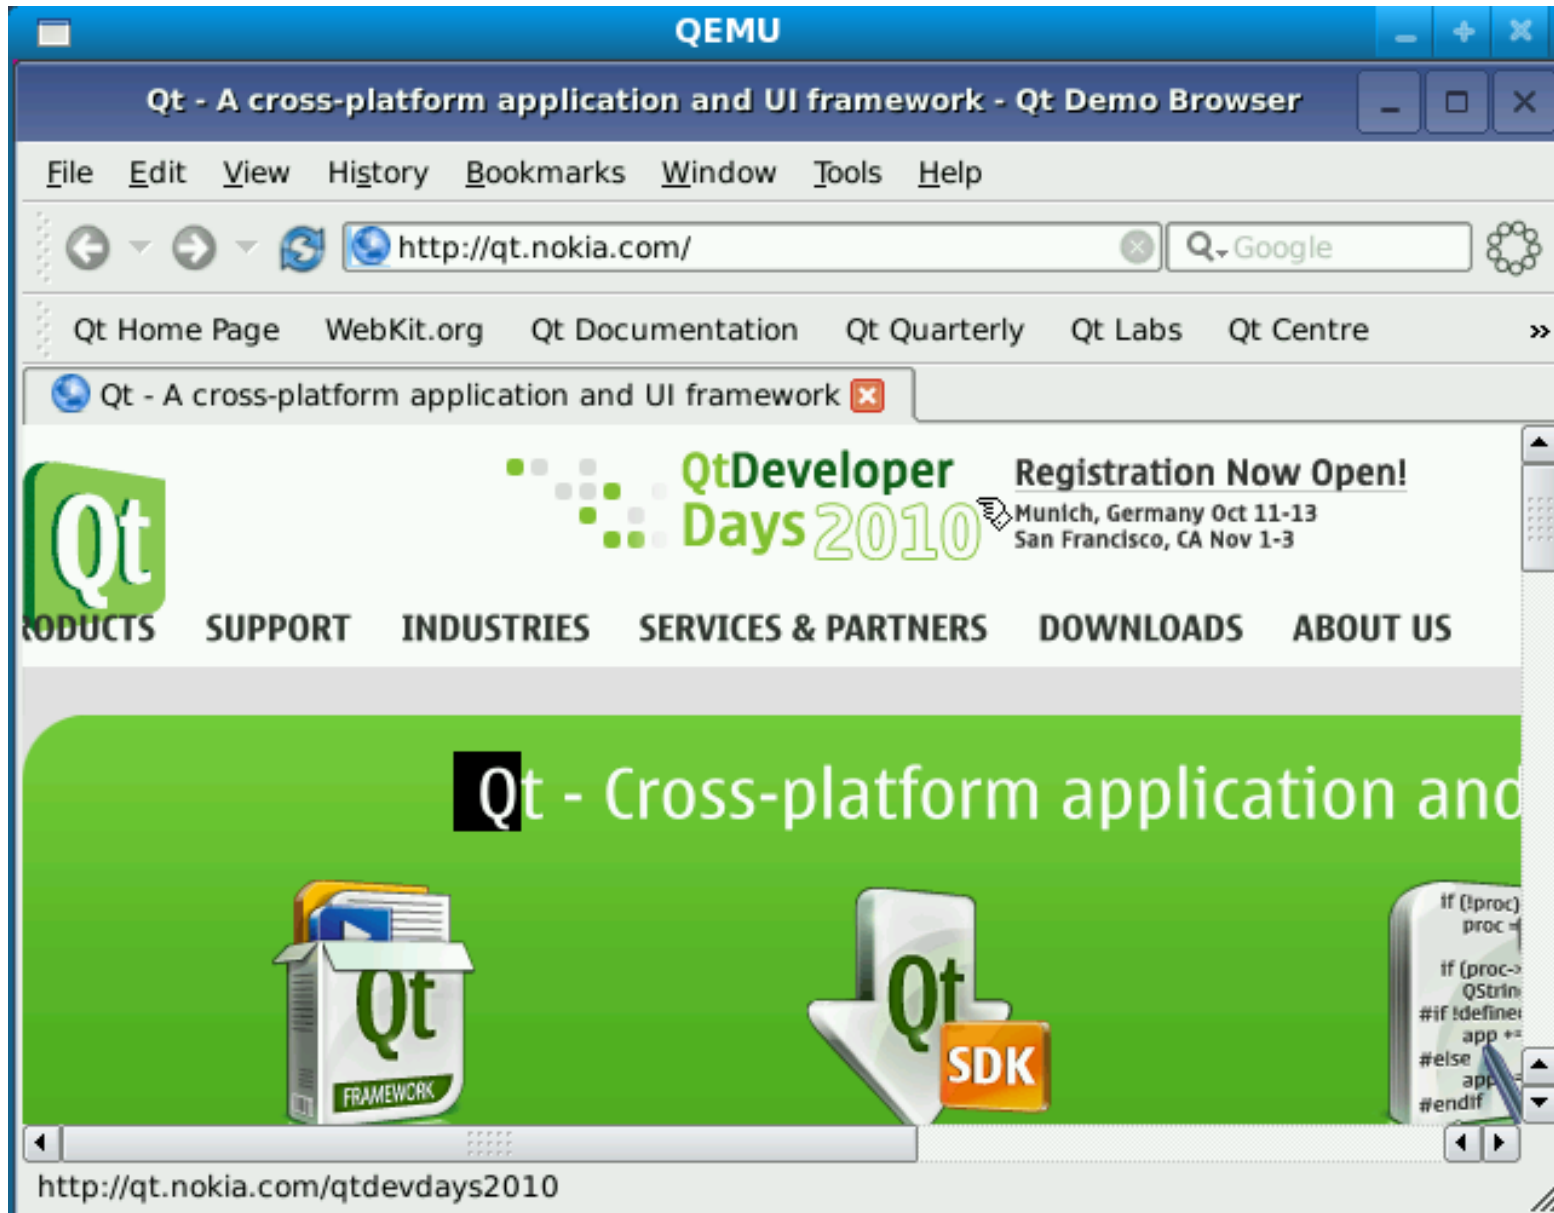 QEMU
Qt - A cross-platform application and UI framework - Qt Demo Browser
File Edit View History Bookmarks Window Tools Help
http://qt.nokia.com/ Google
Qt Home Page WebKit.org Qt Documentation Qt Quarterly Qt Labs Qt Centre »
Qt - A cross-platform application and UI framework
Qt
QtDeveloper
Days 2010
Registration Now Open!
Munich, Germany Oct 11-13
San Francisco, CA Nov 1-3
RODUCTS SUPPORT INDUSTRIES SERVICES & PARTNERS DOWNLOADS ABOUT US
Qt - Cross-platform application and
Qt
FRAMEWORK
Qt
SDK
if (!proc)
proc =
if (proc->
QStrin
#if !define
app +=
#else
app
#endif
http://qt.nokia.com/qtdevdays2010